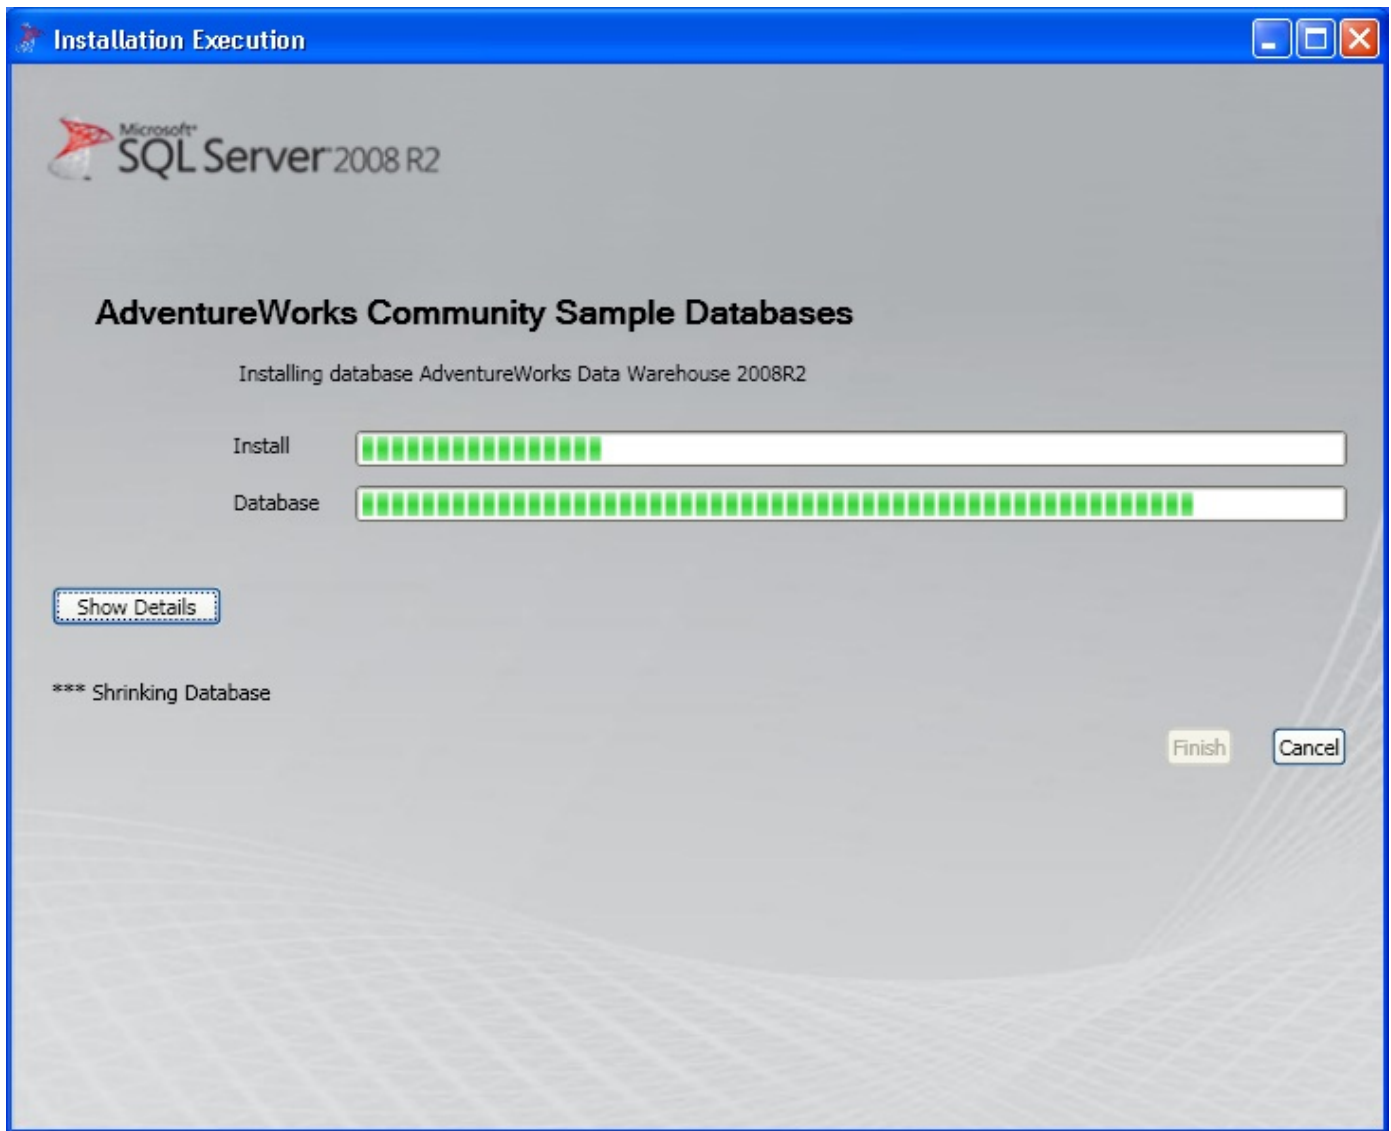 Installation Execution
Microsoft®
SQL Server® 2008 R2
AdventureWorks Community Sample Databases
Installing database AdventureWorks Data Warehouse 2008R2
Install
Database
Show Details
*** Shrinking Database
Finish
Cancel